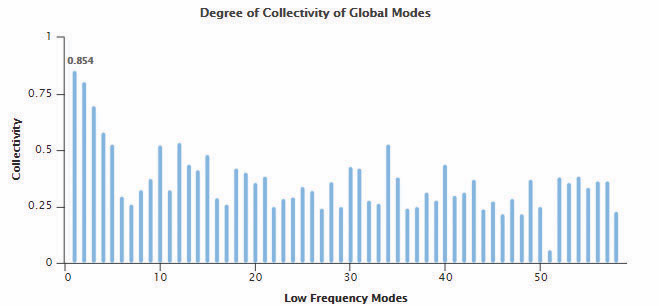 Degree of Collectivity of Global Modes
1
0.854
0.75
Collectivity
0.5
0.25
0
0 10 20 30 40 50
Low Frequency Modes